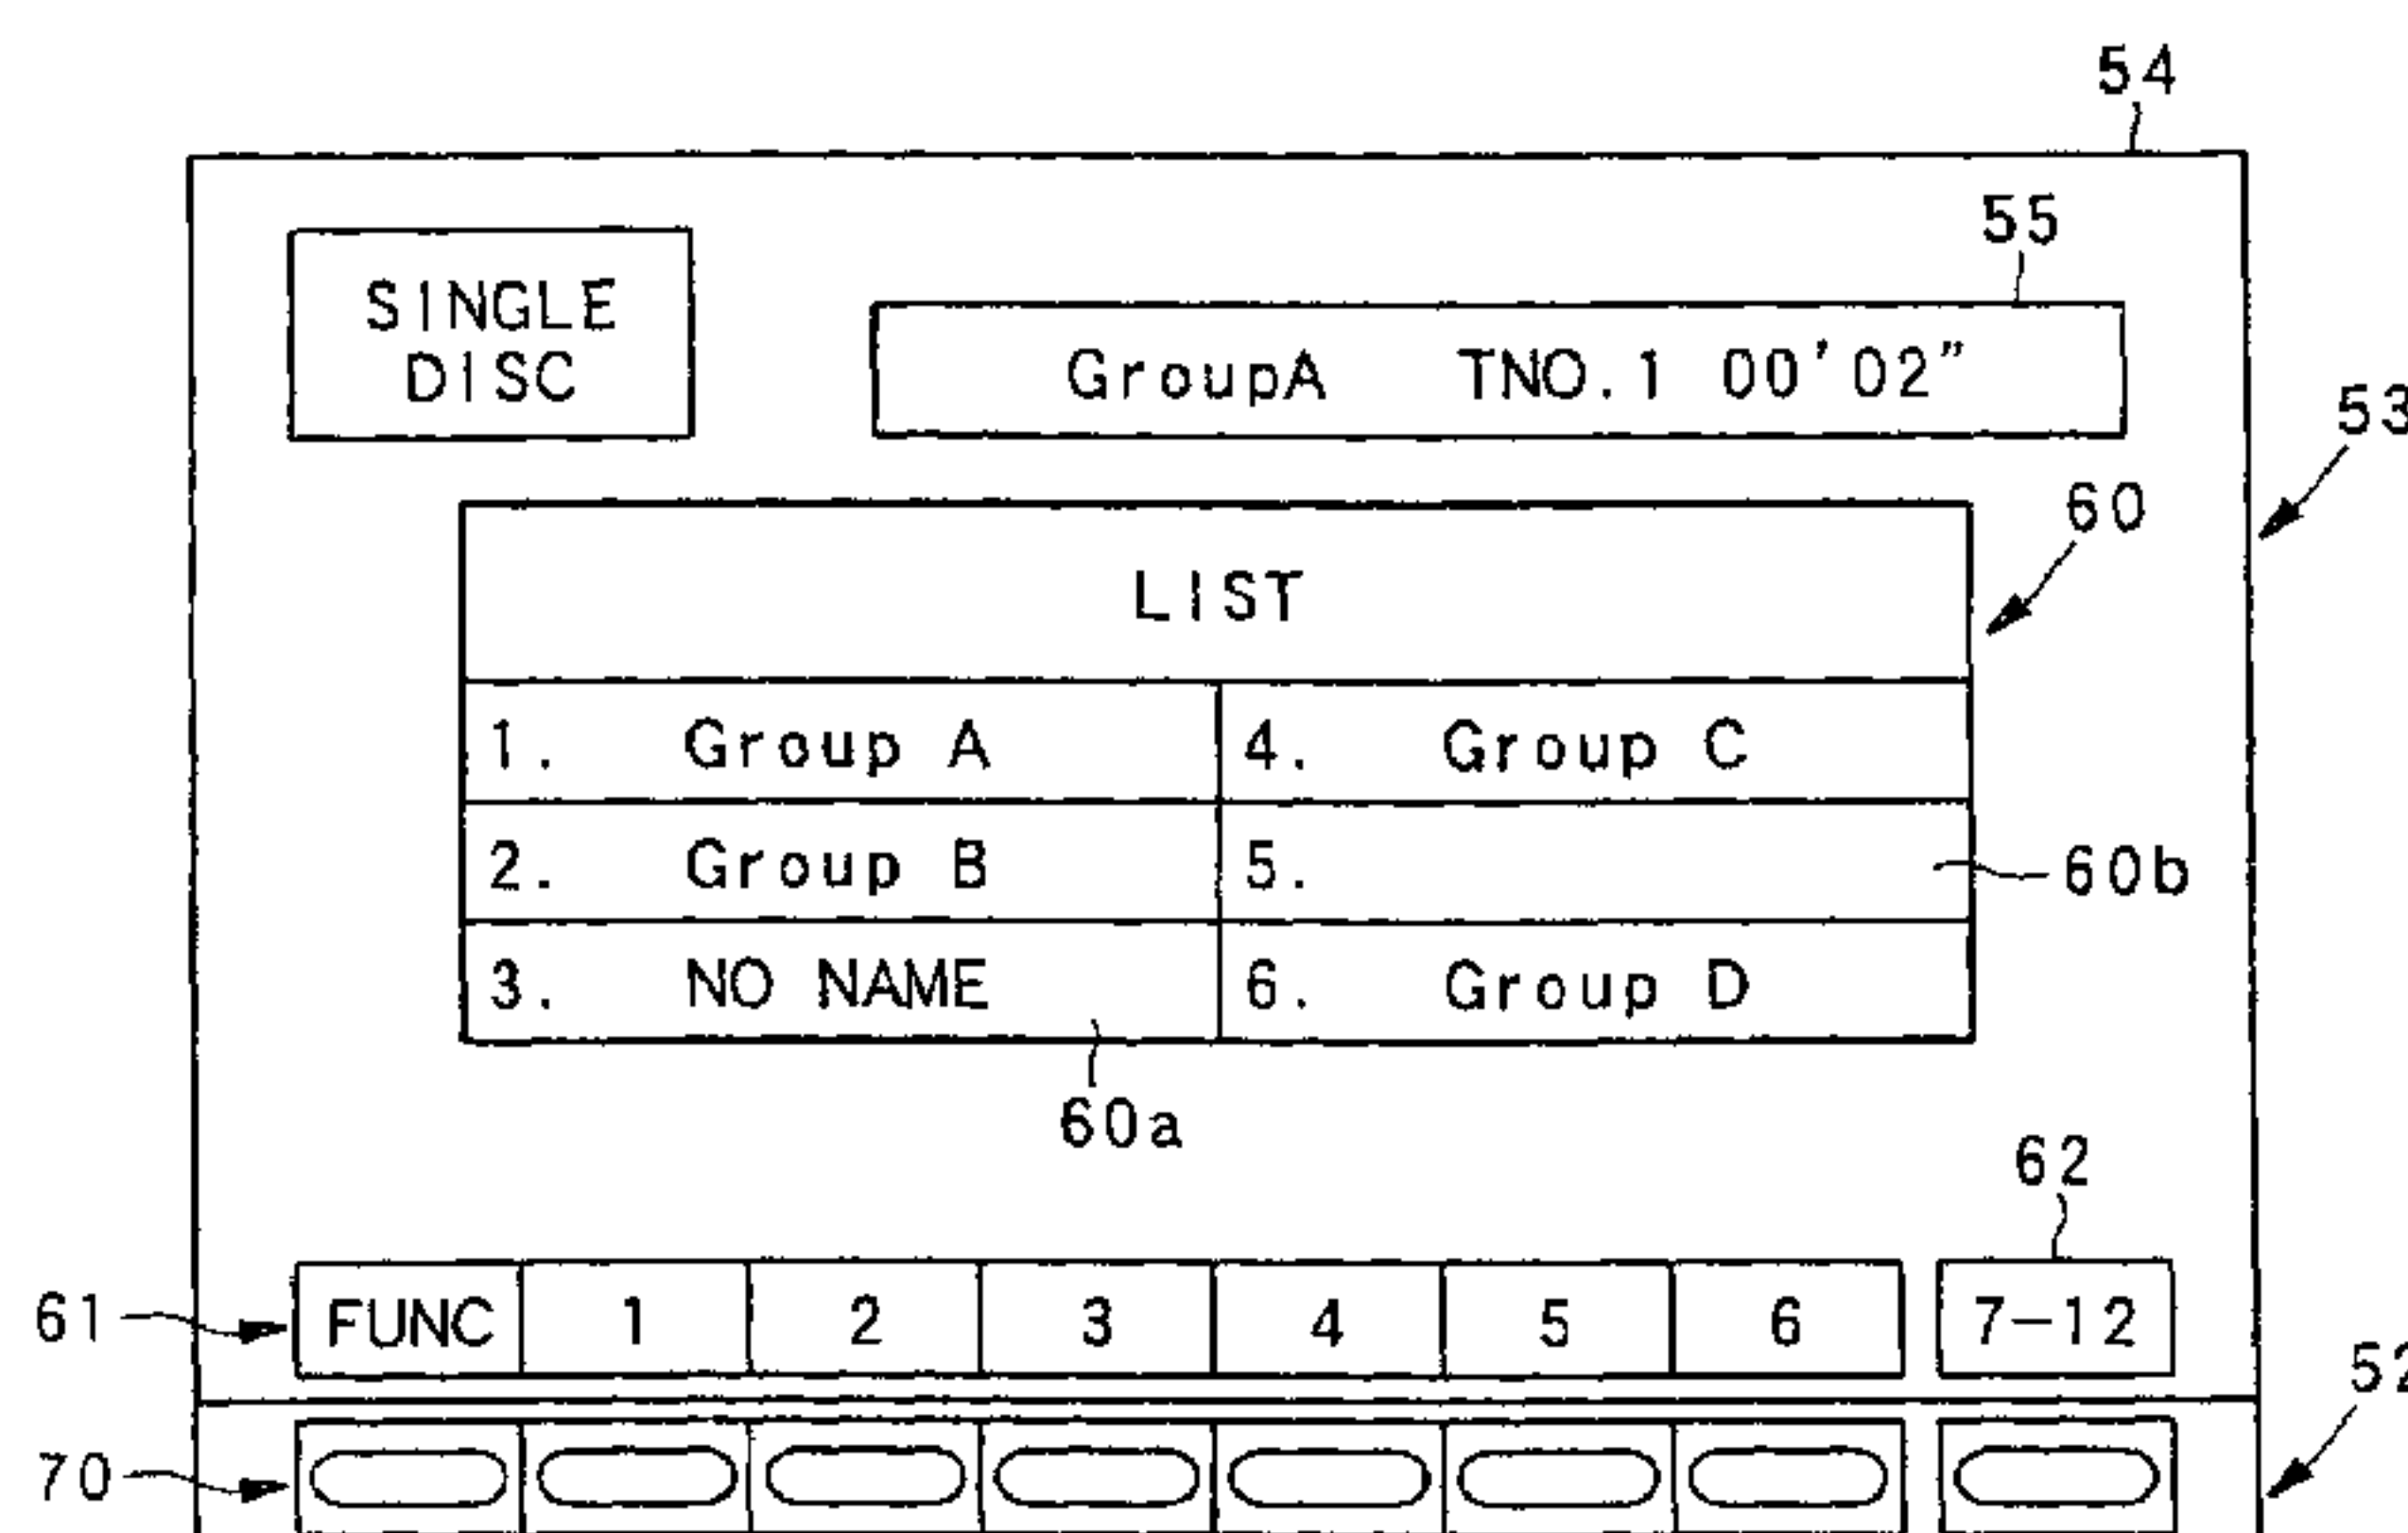 54
55
SINGLE
DISC
GroupA TNO.1 00'02"
53
60
LIST
1. Group A 4. Group C
2. Group B 5.
60b
3. NO NAME 6. Group D
60a
62
61
FUNC 1 2 3 4 5 6 7-12
52
70